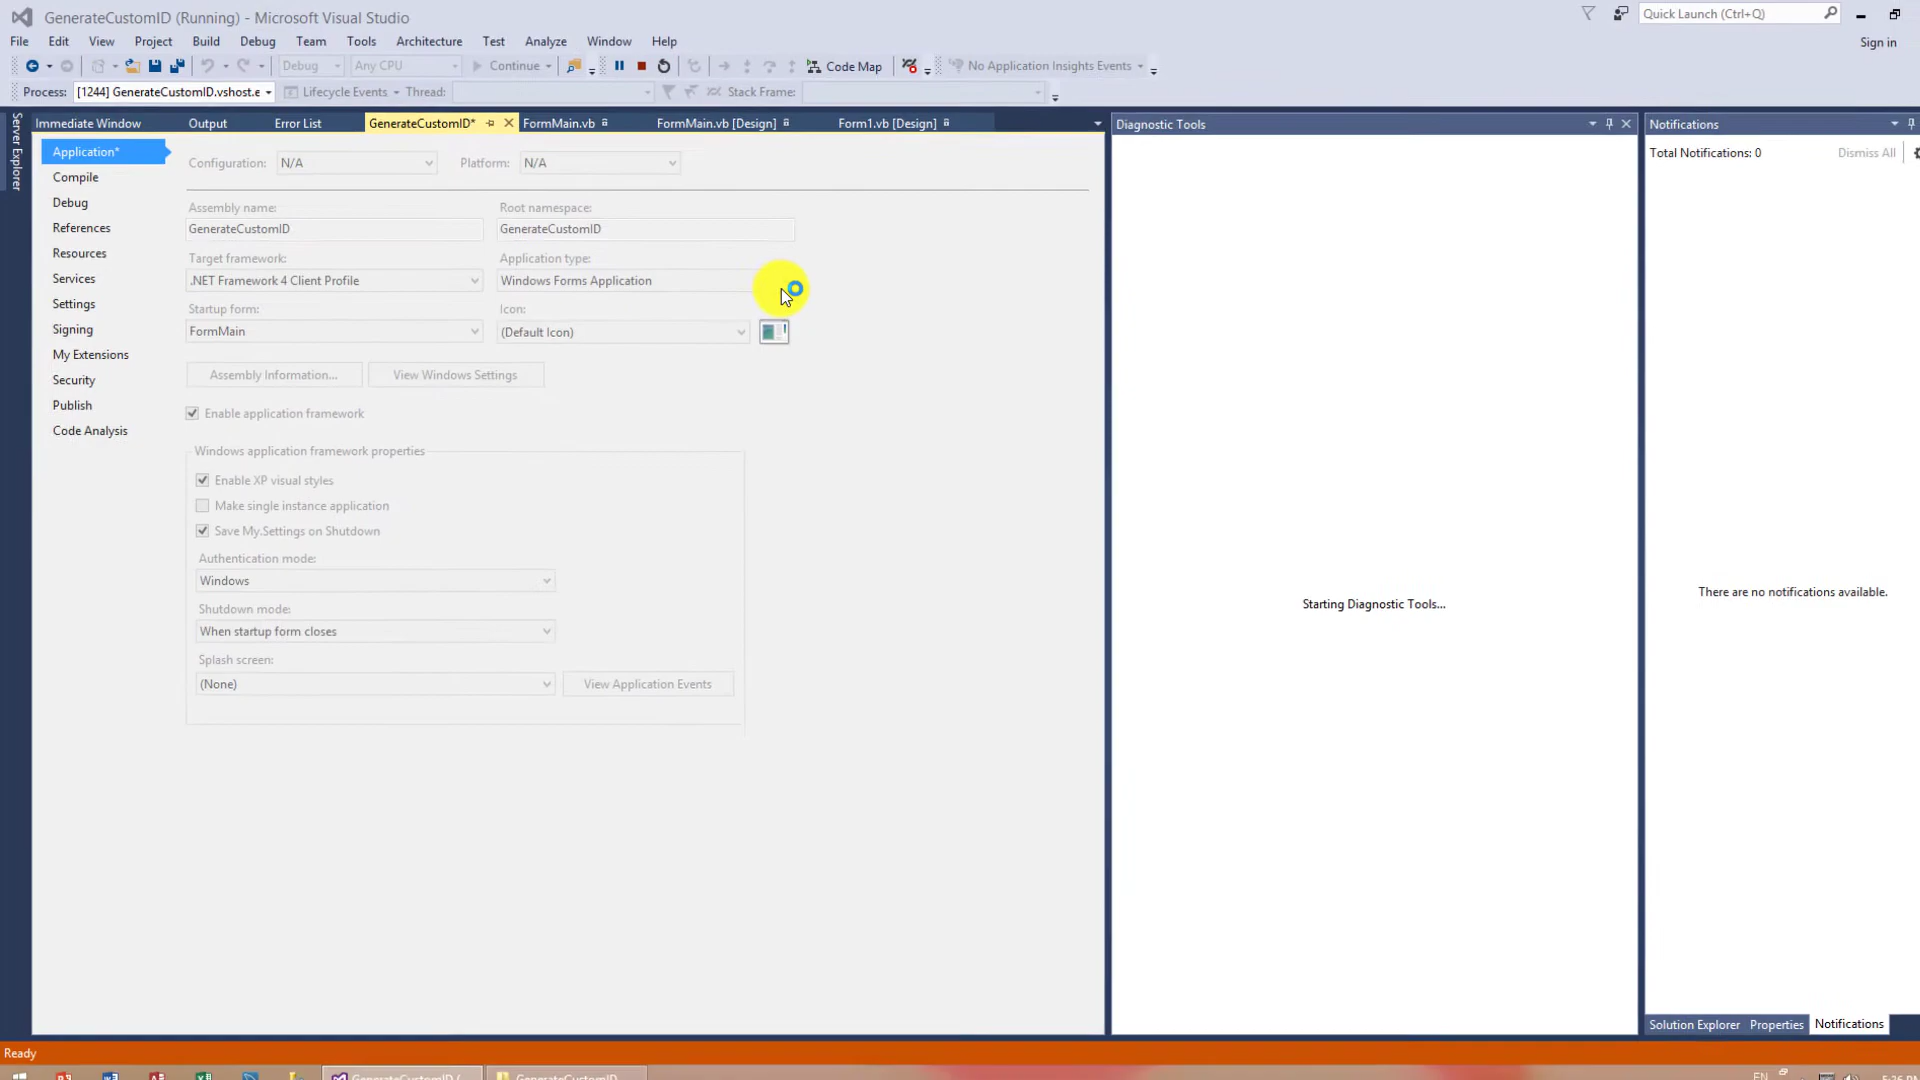 GenerateCustomID (Running) - Microsoft Visual Studio
Quick Launch (Ctrl+Q)
File Edit View Project Build Debug Team Tools Architecture Test Analyze Window Help
Sign in
Debug Any CPU Continue Code Map No Application Insights Events
Process: [1244] GenerateCustomID.vshost.e Lifecycle Events Thread: Stack Frame:
Server Explorer
Immediate Window Output Error List GenerateCustomID* FormMain.vb FormMain.vb [Design] Form1.vb [Design]
Diagnostic Tools
Notifications
Total Notifications: 0 Dismiss All
Application*
Compile
Debug
References
Resources
Services
Settings
Signing
My Extensions
Security
Publish
Code Analysis
Configuration: N/A Platform: N/A
Assembly name: Root namespace:
GenerateCustomID GenerateCustomID
Target framework: Application type:
.NET Framework 4 Client Profile Windows Forms Application
Startup form: Icon:
FormMain (Default Icon)
Assembly Information... View Windows Settings
Enable application framework
Windows application framework properties
Enable XP visual styles
Make single instance application
Save My.Settings on Shutdown
Authentication mode:
Windows
Shutdown mode:
When startup form closes
Splash screen:
(None) View Application Events
Starting Diagnostic Tools...
There are no notifications available.
Solution Explorer Properties Notifications
Ready
GenerateCustomID ( GenerateCustomID EN 5:26 PM